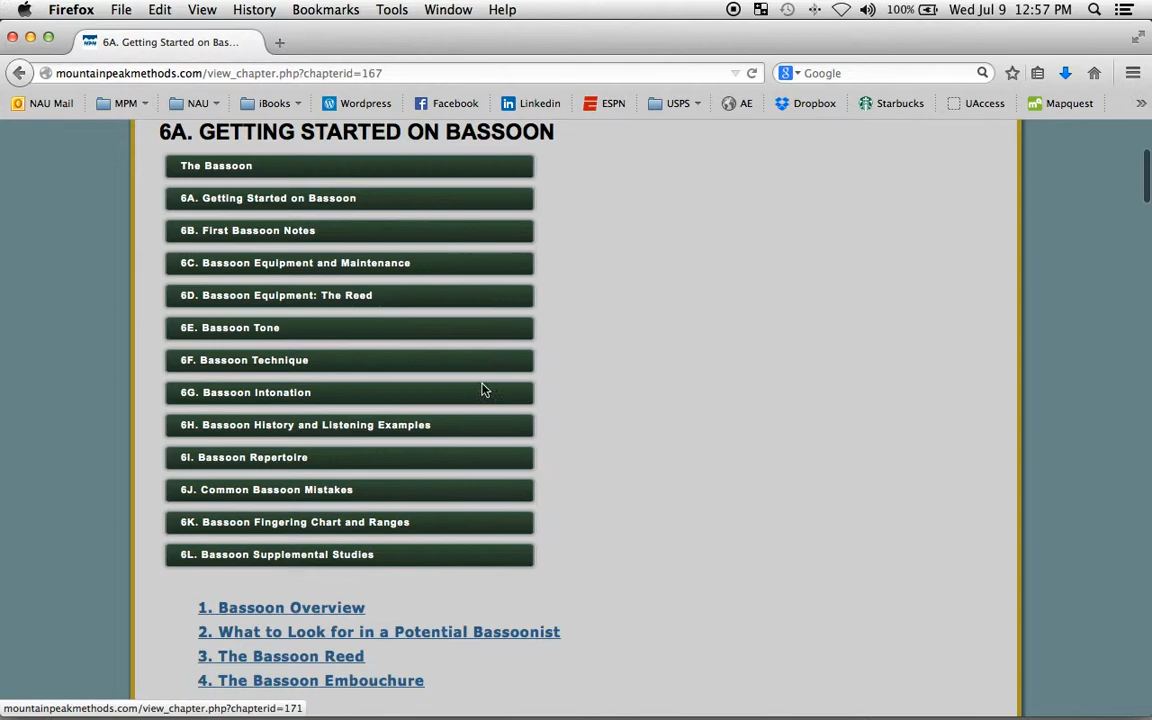 Firefox File Edit View History Bookmarks Tools Window Help 100% Wed Jul 9 12:57 PM
6A. Getting Started on Bas...
mountainpeakmethods.com/view_chapter.php?chapterid=167 Google
NAU Mail MPM NAU iBooks Wordpress Facebook Linkedin ESPN USPS AE Dropbox Starbucks UAccess Mapquest
6A. GETTING STARTED ON BASSOON
The Bassoon
6A. Getting Started on Bassoon
6B. First Bassoon Notes
6C. Bassoon Equipment and Maintenance
6D. Bassoon Equipment: The Reed
6E. Bassoon Tone
6F. Bassoon Technique
6G. Bassoon Intonation
6H. Bassoon History and Listening Examples
6I. Bassoon Repertoire
6J. Common Bassoon Mistakes
6K. Bassoon Fingering Chart and Ranges
6L. Bassoon Supplemental Studies
1. Bassoon Overview
2. What to Look for in a Potential Bassoonist
3. The Bassoon Reed
4. The Bassoon Embouchure
mountainpeakmethods.com/view_chapter.php?chapterid=171